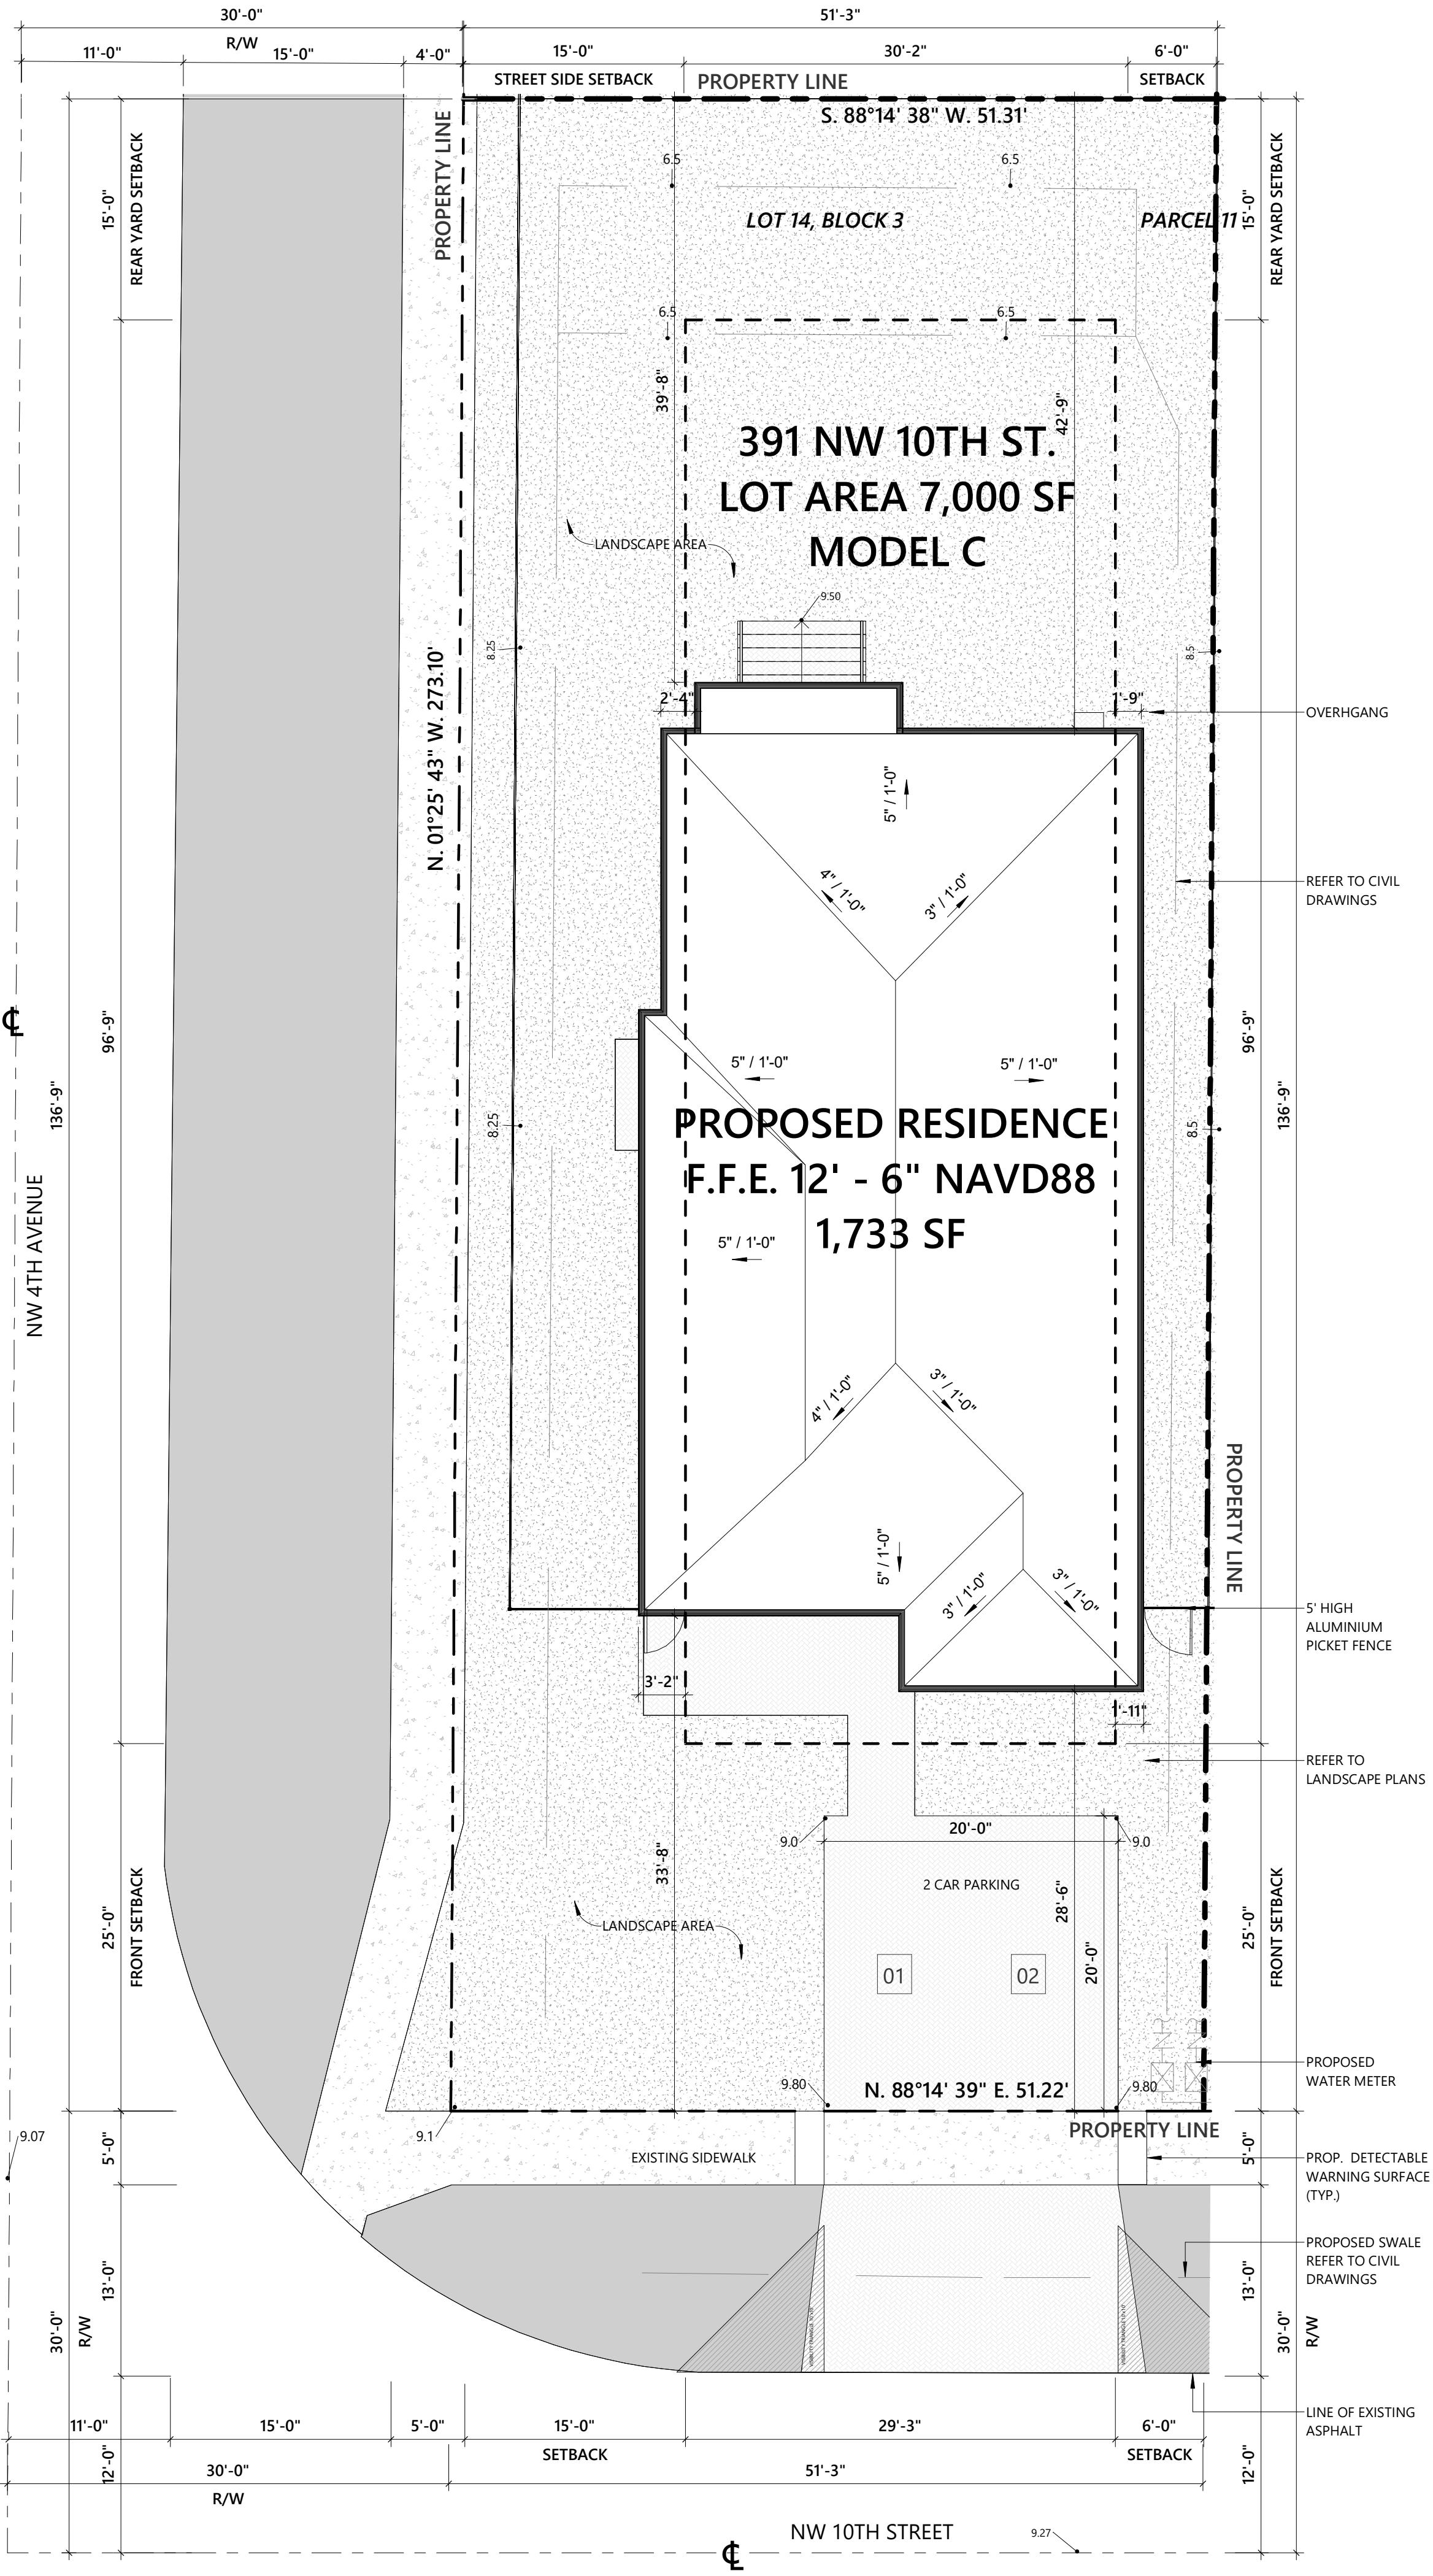 30'-0"
51'-3"
R/W
11'-0"
15'-0"
4'-0"
15'-0"
30'-2"
6'-0"
STREET SIDE SETBACK
PROPERTY LINE
SETBACK
S. 88°14' 38" W. 51.31'
PROPERTY LINE
15'-0"
REAR YARD SETBACK
6.5
6.5
LOT 14, BLOCK 3
PARCEL 11
15'-0"
REAR YARD SETBACK
6.5
6.5
39'-8"
42'-9"
391 NW 10TH ST.
LOT AREA 7,000 SF
MODEL C
LANDSCAPE AREA
9.50
8.25
8.5
N. 01°25' 43" W. 273.10'
2'-4"
1'-9"
OVERHGANG
5" / 1'-0"
4" / 1'-0"
3" / 1'-0"
REFER TO CIVIL
DRAWINGS
℄
96'-9"
136'-9"
NW 4TH AVENUE
5" / 1'-0"
5" / 1'-0"
96'-9"
136'-9"
8.25
8.5
PROPOSED RESIDENCE
F.F.E. 12' - 6" NAVD88
1,733 SF
5" / 1'-0"
4" / 1'-0"
3" / 1'-0"
PROPERTY LINE
5" / 1'-0"
3" / 1'-0"
3" / 1'-0"
5' HIGH
ALUMINIUM
PICKET FENCE
3'-2"
1'-11"
REFER TO
LANDSCAPE PLANS
9.0
20'-0"
9.0
33'-8"
2 CAR PARKING
28'-6"
25'-0"
FRONT SETBACK
LANDSCAPE AREA
20'-0"
25'-0"
FRONT SETBACK
01
02
PROPOSED
WATER METER
9.80
N. 88°14' 39" E. 51.22'
9.80
PROPERTY LINE
9.07
9.1
5'-0"
EXISTING SIDEWALK
5'-0"
PROP. DETECTABLE
WARNING SURFACE
(TYP.)
PROPOSED SWALE
REFER TO CIVIL
DRAWINGS
13'-0"
13'-0"
30'-0"
R/W
30'-0"
R/W
VISIBILITY TRIANGLE 10'x10'
VISIBILITY TRIANGLE 10'x10'
LINE OF EXISTING
ASPHALT
11'-0"
15'-0"
5'-0"
15'-0"
29'-3"
6'-0"
SETBACK
SETBACK
12'-0"
12'-0"
30'-0"
51'-3"
R/W
NW 10TH STREET
9.27
℄